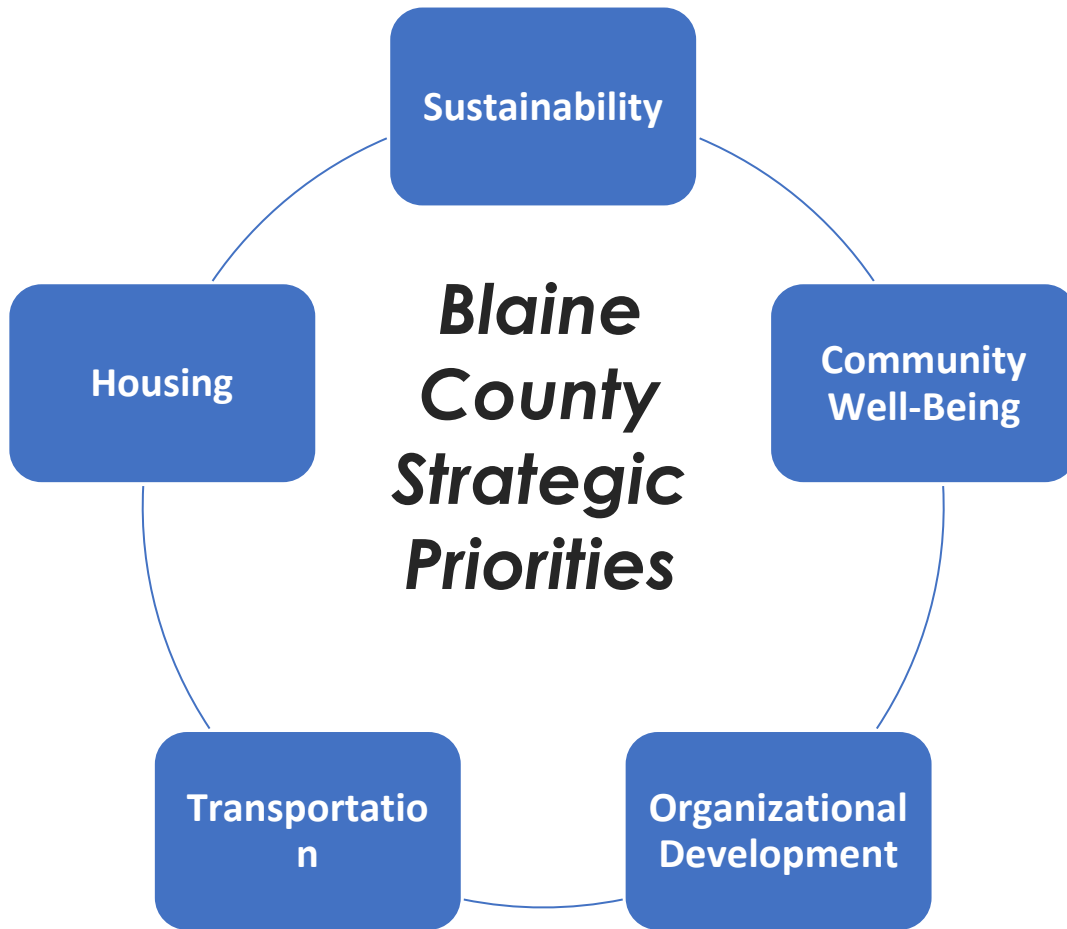 Sustainability
Blaine
County
Strategic
Priorities
Housing
Community
Well-Being
Transportatio
n
Organizational
Development